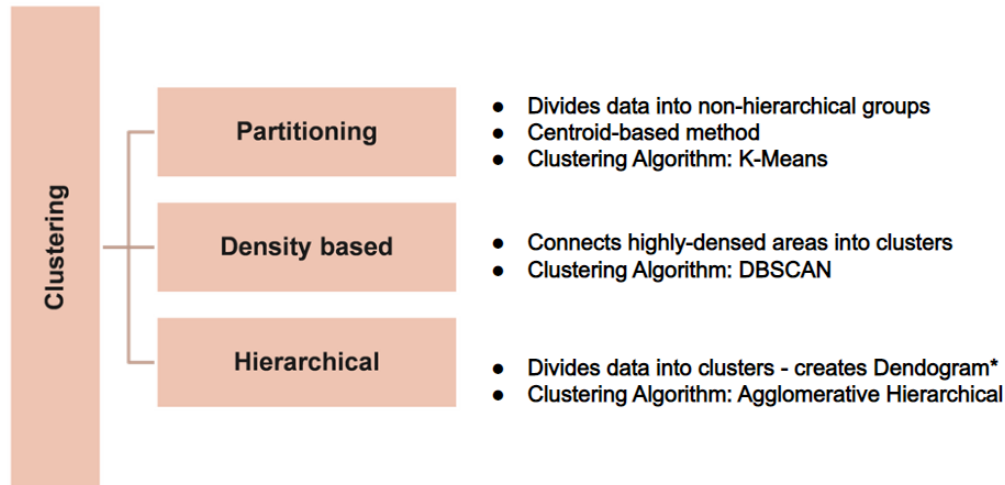 Clustering
Partitioning
● Divides data into non-hierarchical groups
● Centroid-based method
● Clustering Algorithm: K-Means
Density based
● Connects highly-densed areas into clusters
● Clustering Algorithm: DBSCAN
Hierarchical
● Divides data into clusters - creates Dendogram*
● Clustering Algorithm: Agglomerative Hierarchical